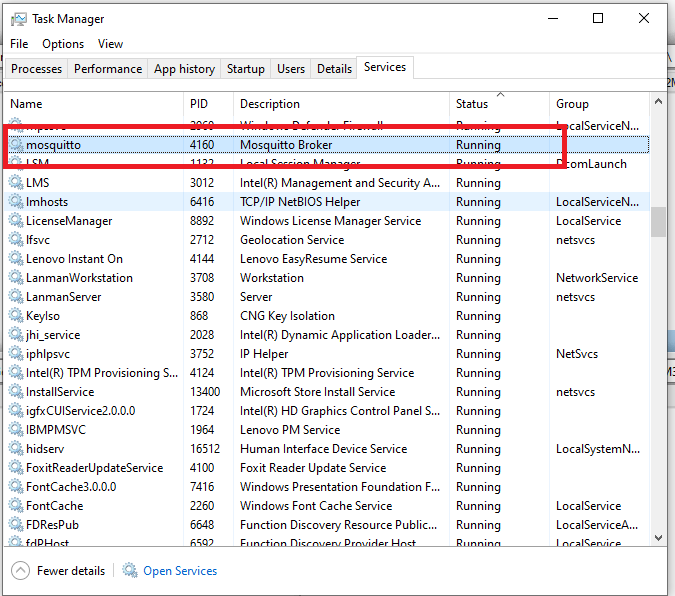 Task Manager
File Options View
Processes Performance App history Startup Users Details Services
Name PID Description Status Group
mpssvc 2960 Windows Defender Firewall Running LocalServiceN...
mosquitto 4160 Mosquitto Broker Running
LSM 1132 Local Session Manager Running DcomLaunch
LMS 3012 Intel(R) Management and Security A... Running
lmhosts 6416 TCP/IP NetBIOS Helper Running LocalServiceN...
LicenseManager 8892 Windows License Manager Service Running LocalService
lfsvc 2712 Geolocation Service Running netsvcs
Lenovo Instant On 4144 Lenovo EasyResume Service Running
LanmanWorkstation 3708 Workstation Running NetworkService
LanmanServer 3580 Server Running netsvcs
KeyIso 868 CNG Key Isolation Running
jhi_service 2028 Intel(R) Dynamic Application Loader... Running
iphlpsvc 3752 IP Helper Running NetSvcs
Intel(R) TPM Provisioning S... 4124 Intel(R) TPM Provisioning Service Running
InstallService 13400 Microsoft Store Install Service Running netsvcs
igfxCUIService2.0.0.0 1724 Intel(R) HD Graphics Control Panel S... Running
IBMPMSVC 1964 Lenovo PM Service Running
hidserv 16512 Human Interface Device Service Running LocalSystemN...
FoxitReaderUpdateService 4100 Foxit Reader Update Service Running
FontCache3.0.0.0 7416 Windows Presentation Foundation F... Running
FontCache 2260 Windows Font Cache Service Running LocalService
FDResPub 6648 Function Discovery Resource Public... Running LocalServiceA...
fdPHost 6592 Function Discovery Provider Host Running LocalService
Fewer details Open Services